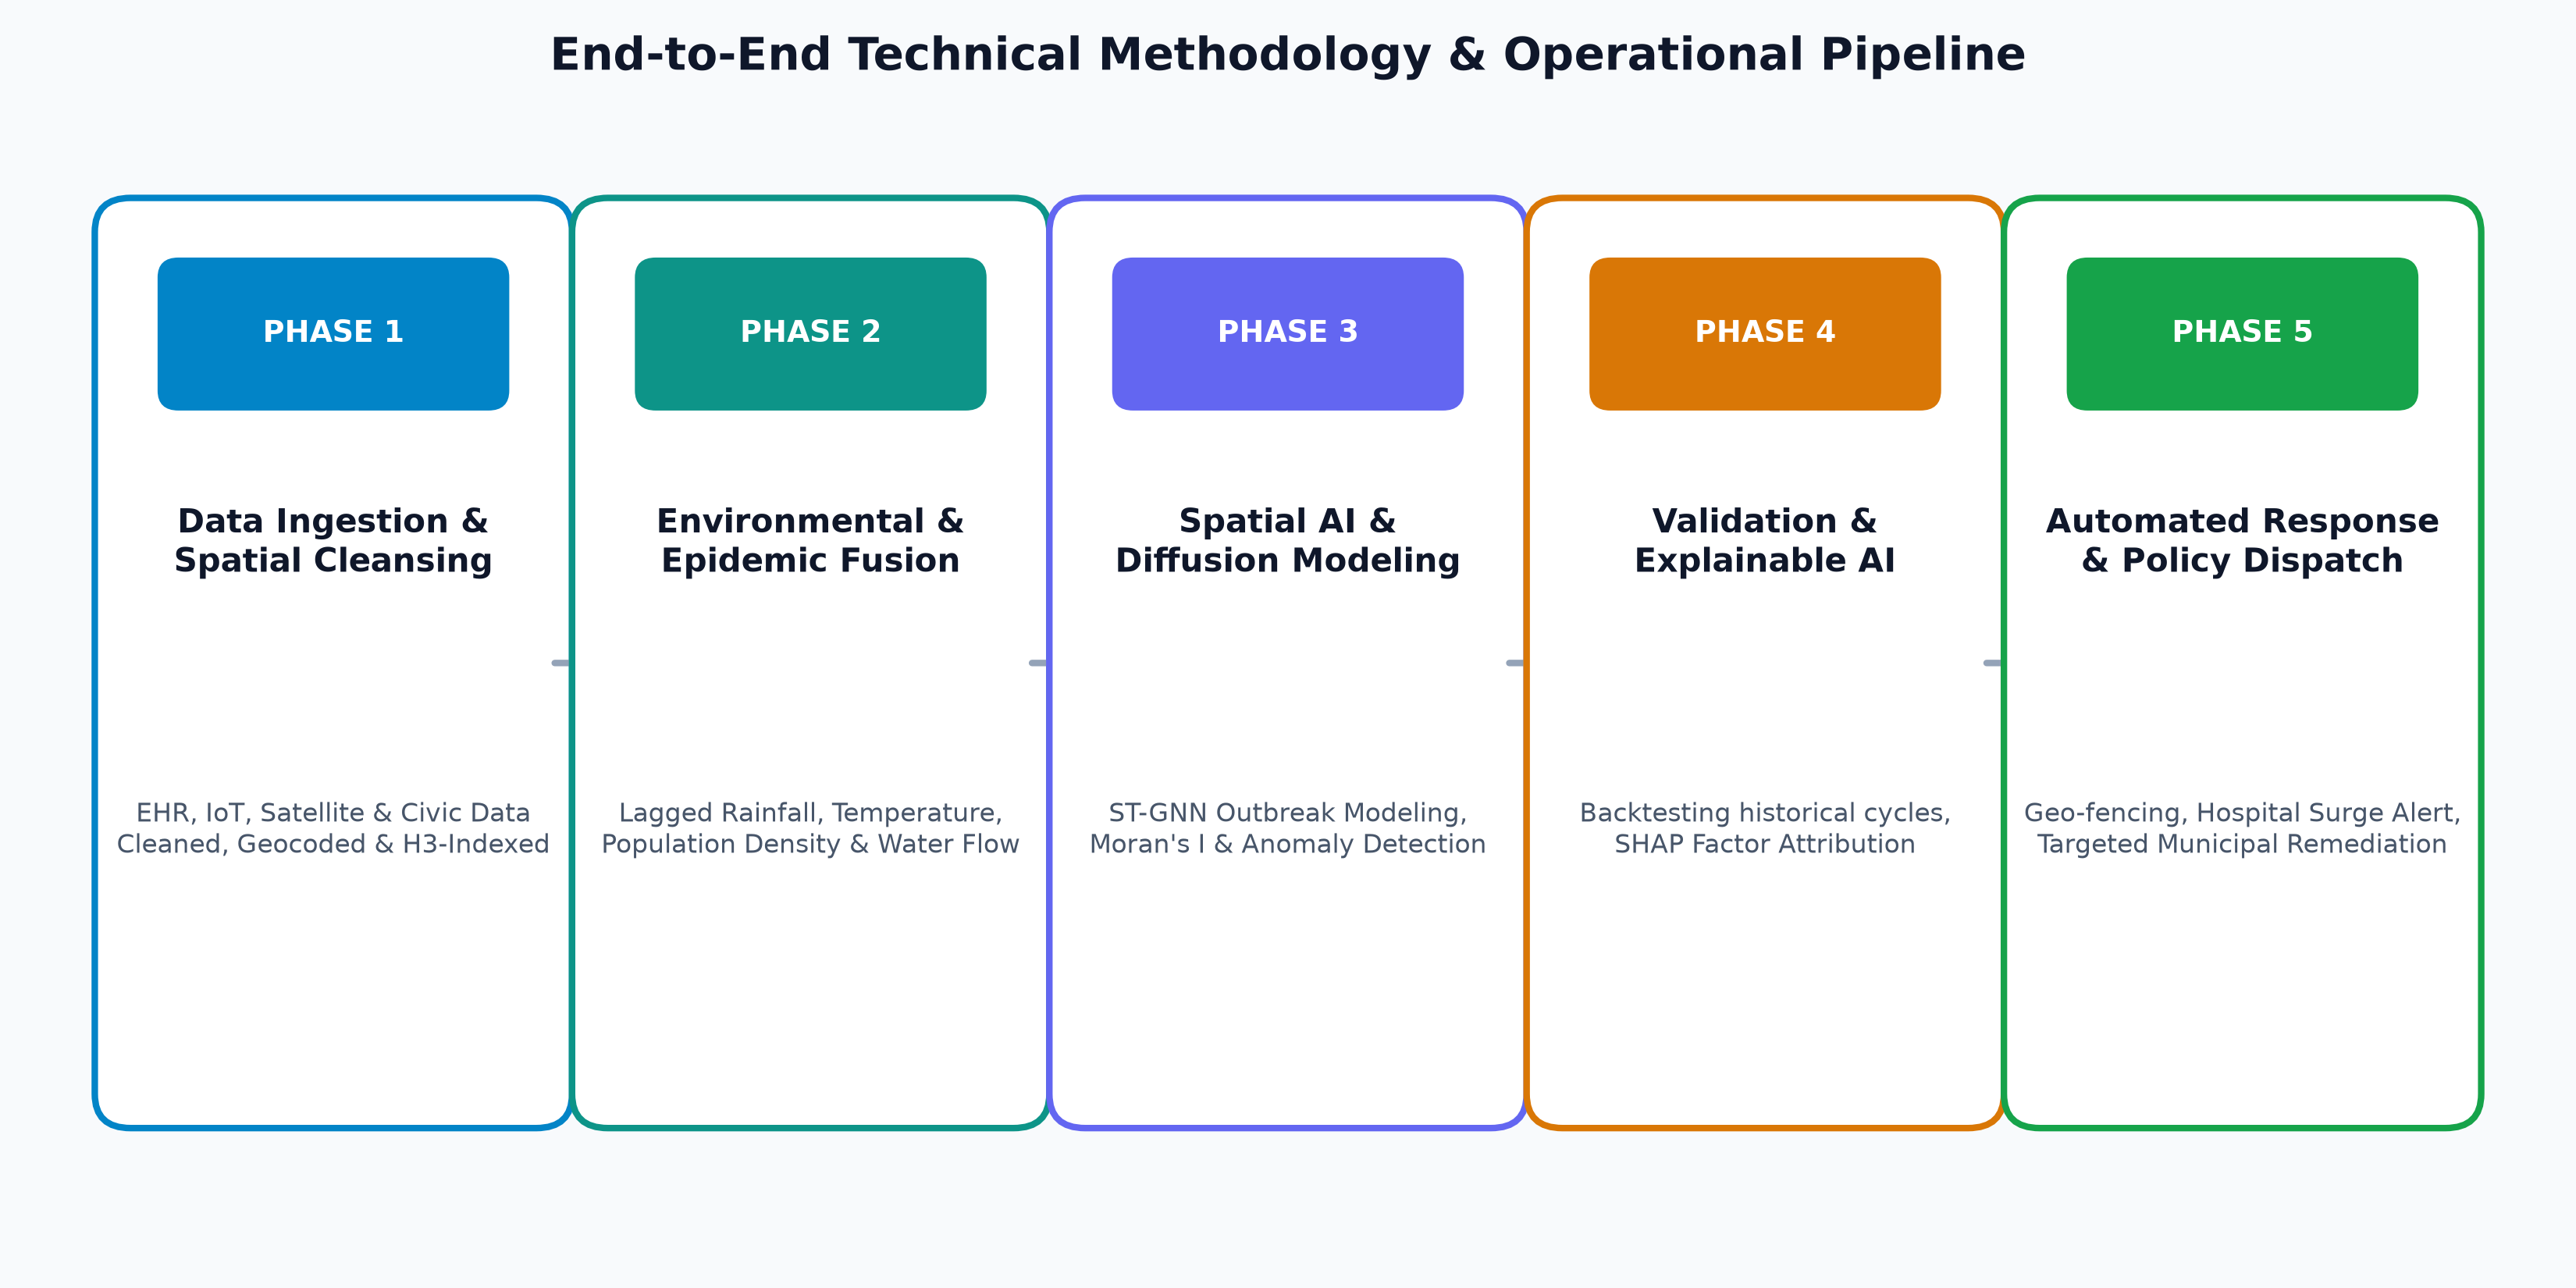 End-to-End Technical Methodology & Operational Pipeline
PHASE 1
Data Ingestion &
Spatial Cleansing
EHR, IoT, Satellite & Civic Data
Cleaned, Geocoded & H3-Indexed
PHASE 2
Environmental &
Epidemic Fusion
Lagged Rainfall, Temperature,
Population Density & Water Flow
PHASE 3
Spatial AI &
Diffusion Modeling
ST-GNN Outbreak Modeling,
Moran's I & Anomaly Detection
PHASE 4
Validation &
Explainable AI
Backtesting historical cycles,
SHAP Factor Attribution
PHASE 5
Automated Response
& Policy Dispatch
Geo-fencing, Hospital Surge Alert,
Targeted Municipal Remediation